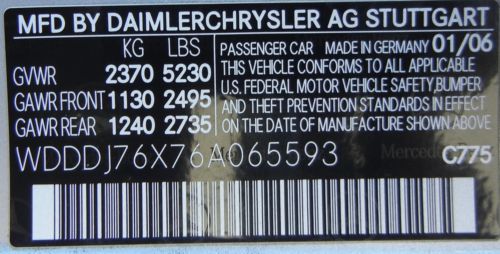 MFD BY DAIMLERCHRYSLER AG STUTTGART
KG LBS
GVWR 2370 5230
GAWR FRONT 1130 2495
GAWR REAR 1240 2735
PASSENGER CAR MADE IN GERMANY 01/06
THIS VEHICLE CONFORMS TO ALL APPLICABLE
U.S. FEDERAL MOTOR VEHICLE SAFETY, BUMPER
AND THEFT PREVENTION STANDARDS IN EFFECT
ON THE DATE OF MANUFACTURE SHOWN ABOVE.
WDDDJ76X76A065593 C775